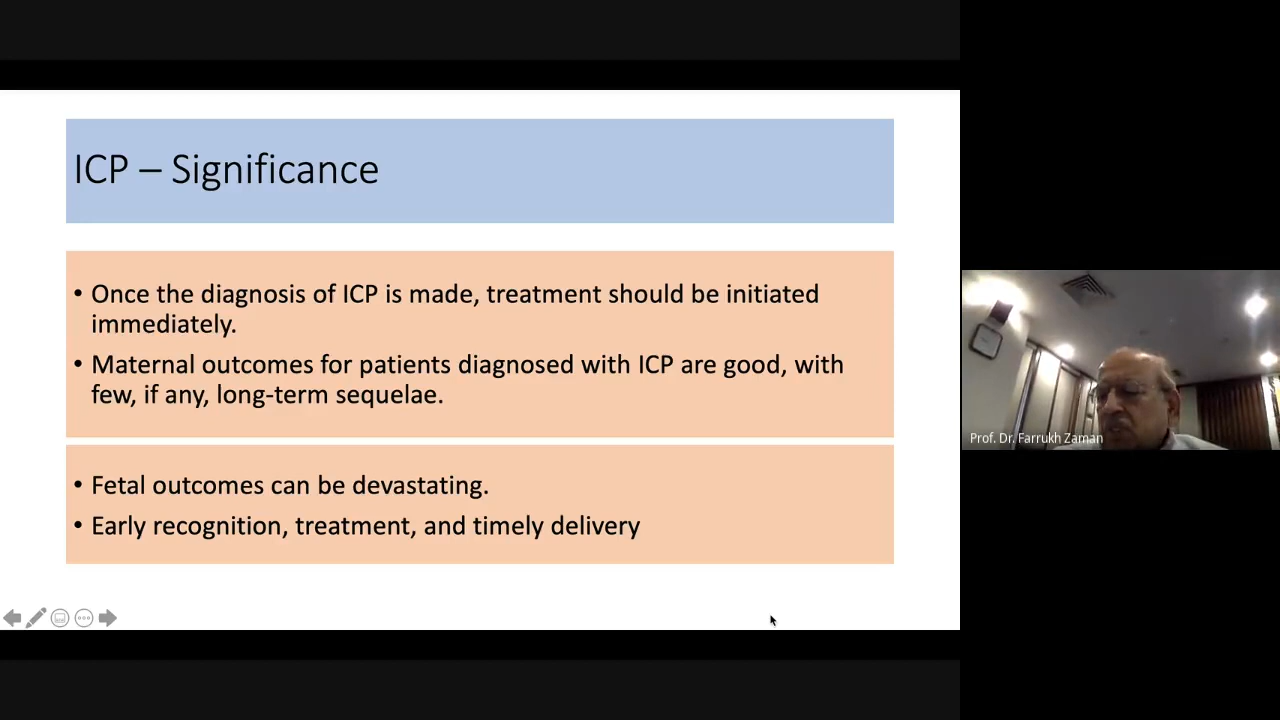 ICP – Significance
• Once the diagnosis of ICP is made, treatment should be initiated
immediately.
• Maternal outcomes for patients diagnosed with ICP are good, with
few, if any, long-term sequelae.
• Fetal outcomes can be devastating.
• Early recognition, treatment, and timely delivery
Prof. Dr. Farrukh Zaman